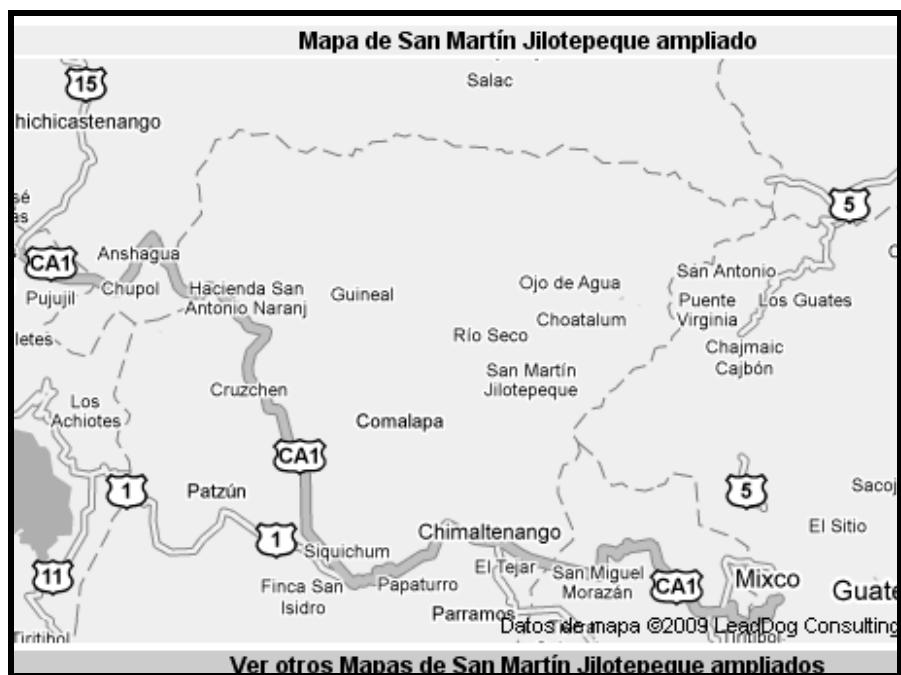 Mapa de San Martín Jilotepeque ampliado
Salac
15
hichicastenango
sé
as
5
CA1
Anshagua
Pujujil
Chupol
Hacienda San
Antonio Naranj
Guineal
Ojo de Agua
San Antonio
Puente
Virginia
Los Guates
Choatalum
Río Seco
letes
Chajmaic
Cajbón
San Martín
Jilotepeque
Cruzchen
Los
Achiotes
Comalapa
CA1
1
Patzún
5
Sacoj
El Sitio
1
Chimaltenango
Siquichum
11
Finca San
Isidro
Papaturro
El Tejar
San Miguel
Morazán
CA1
Mixco
Guate
Parramos
Datos de mapa ©2009 LeadDog Consulting
Tiritibol
Ver otros Mapas de San Martín Jilotepeque ampliados